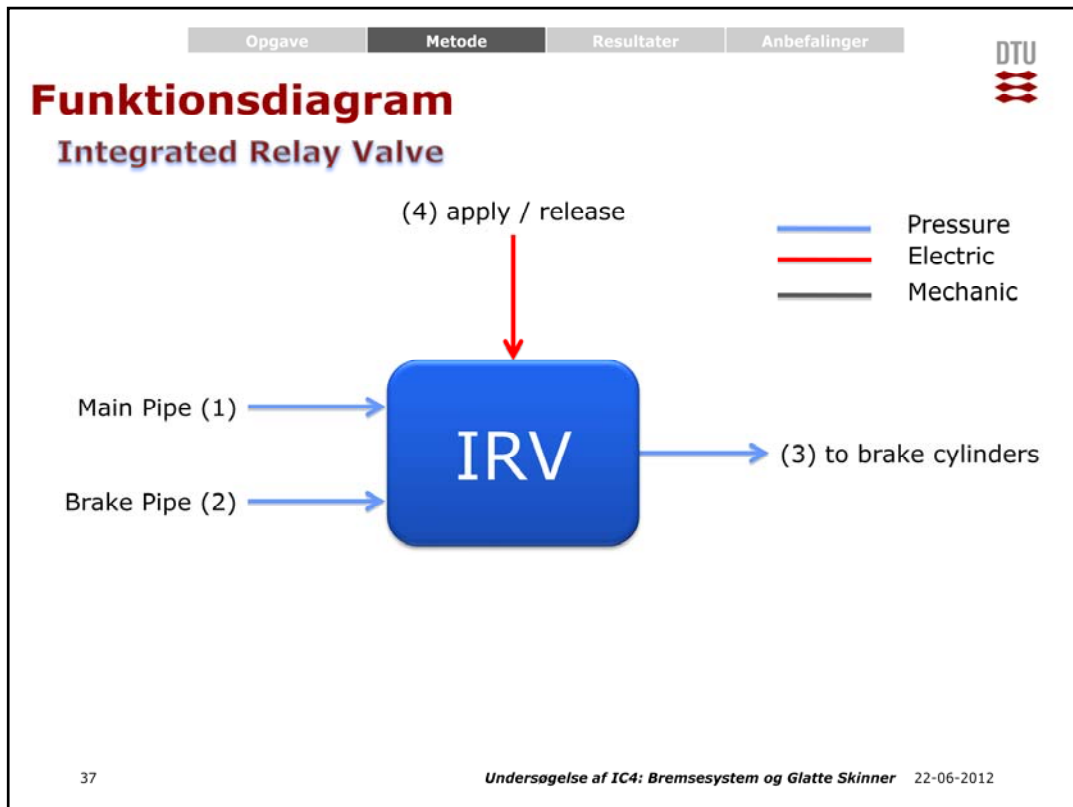 Opgave Metode Resultater Anbefalinger
DTU
Funktionsdiagram
Integrated Relay Valve
(4) apply / release
Pressure
Electric
Mechanic
Main Pipe (1)
IRV
(3) to brake cylinders
Brake Pipe (2)
37 Undersøgelse af IC4: Bremsesystem og Glatte Skinner 22-06-2012